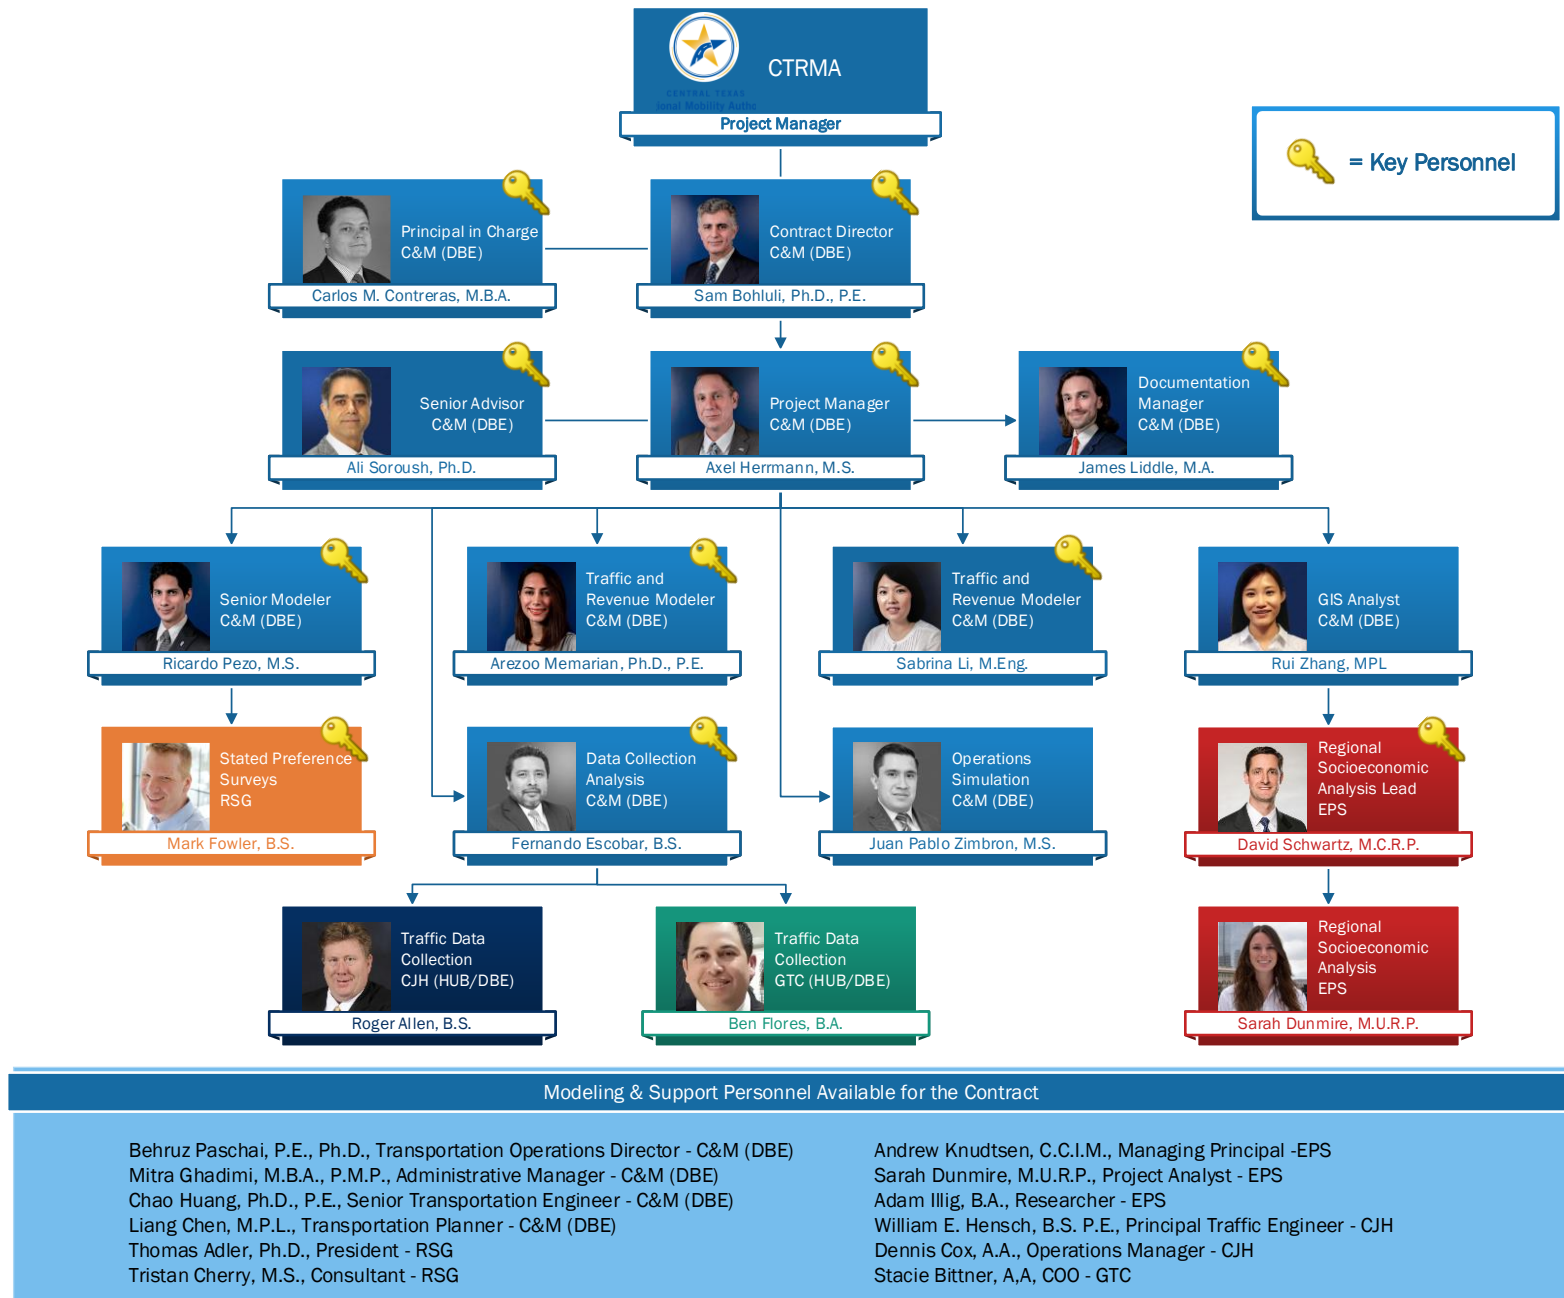 CTRMA
CENTRAL TEXAS
ional Mobility Autho
Project Manager
= Key Personnel
Principal in Charge
C&M (DBE)
Carlos M. Contreras, M.B.A.
Contract Director
C&M (DBE)
Sam Bohluli, Ph.D., P.E.
Senior Advisor
C&M (DBE)
Ali Soroush, Ph.D.
Project Manager
C&M (DBE)
Axel Herrmann, M.S.
Documentation
Manager
C&M (DBE)
James Liddle, M.A.
Senior Modeler
C&M (DBE)
Ricardo Pezo, M.S.
Traffic and
Revenue Modeler
C&M (DBE)
Arezoo Memarian, Ph.D., P.E.
Traffic and
Revenue Modeler
C&M (DBE)
Sabrina Li, M.Eng.
GIS Analyst
C&M (DBE)
Rui Zhang, MPL
Stated Preference
Surveys
RSG
Mark Fowler, B.S.
Data Collection
Analysis
C&M (DBE)
Fernando Escobar, B.S.
Operations
Simulation
C&M (DBE)
Juan Pablo Zimbron, M.S.
Regional
Socioeconomic
Analysis Lead
EPS
David Schwartz, M.C.R.P.
Traffic Data
Collection
CJH (HUB/DBE)
Roger Allen, B.S.
Traffic Data
Collection
GTC (HUB/DBE)
Ben Flores, B.A.
Regional
Socioeconomic
Analysis
EPS
Sarah Dunmire, M.U.R.P.
Modeling & Support Personnel Available for the Contract
Behruz Paschai, P.E., Ph.D., Transportation Operations Director - C&M (DBE)
Mitra Ghadimi, M.B.A., P.M.P., Administrative Manager - C&M (DBE)
Chao Huang, Ph.D., P.E., Senior Transportation Engineer - C&M (DBE)
Liang Chen, M.P.L., Transportation Planner - C&M (DBE)
Thomas Adler, Ph.D., President - RSG
Tristan Cherry, M.S., Consultant - RSG
Andrew Knudtsen, C.C.I.M., Managing Principal -EPS
Sarah Dunmire, M.U.R.P., Project Analyst - EPS
Adam Illig, B.A., Researcher - EPS
William E. Hensch, B.S. P.E., Principal Traffic Engineer - CJH
Dennis Cox, A.A., Operations Manager - CJH
Stacie Bittner, A,A, COO - GTC